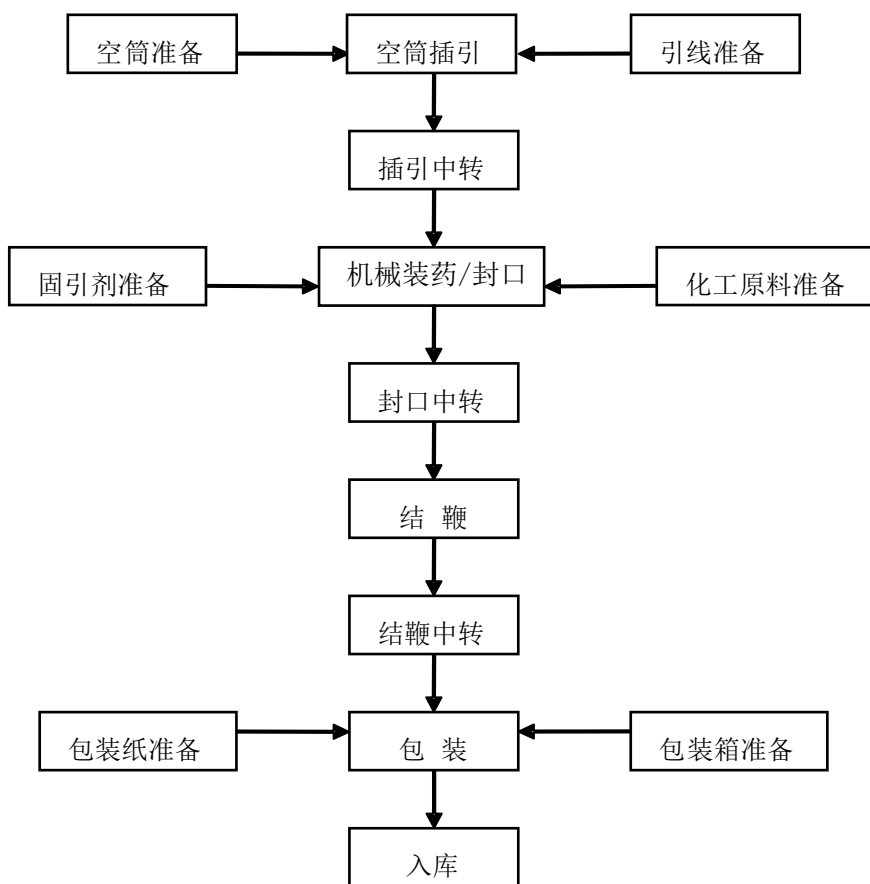 空筒准备
空筒插引
引线准备
插引中转
固引剂准备
机械装药/封口
化工原料准备
封口中转
结 鞭
结鞭中转
包装纸准备
包 装
包装箱准备
入库